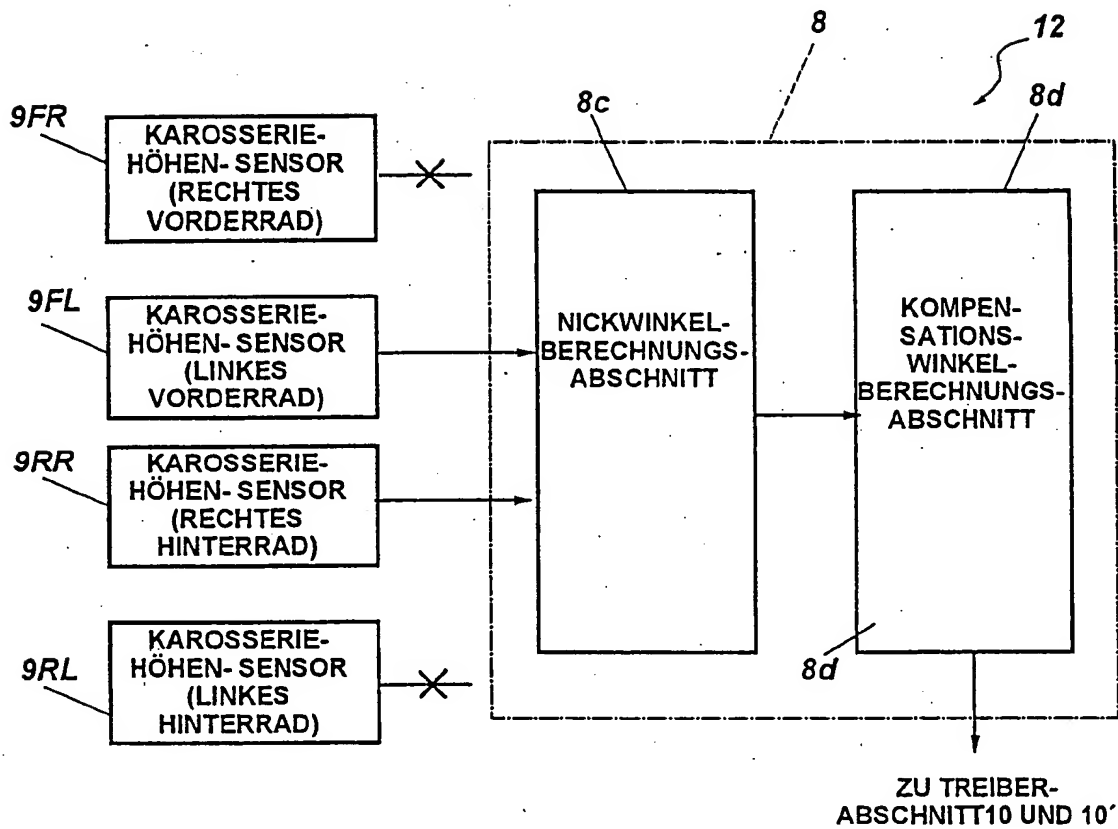 8
12
9FR
KAROSSERIE-
HÖHEN- SENSOR
(RECHTES
VORDERRAD)
8c
8d
9FL
KAROSSERIE-
HÖHEN- SENSOR
(LINKES
VORDERRAD)
NICKWINKEL-
BERECHNUNGS-
ABSCHNITT
KOMPEN-
SATIONS-
WINKEL-
BERECHNUNGS-
ABSCHNITT
9RR
KAROSSERIE-
HÖHEN- SENSOR
(RECHTES
HINTERRAD)
9RL
KAROSSERIE-
HÖHEN- SENSOR
(LINKES
HINTERRAD)
8d
ZU TREIBER-
ABSCHNITT10 UND 10'